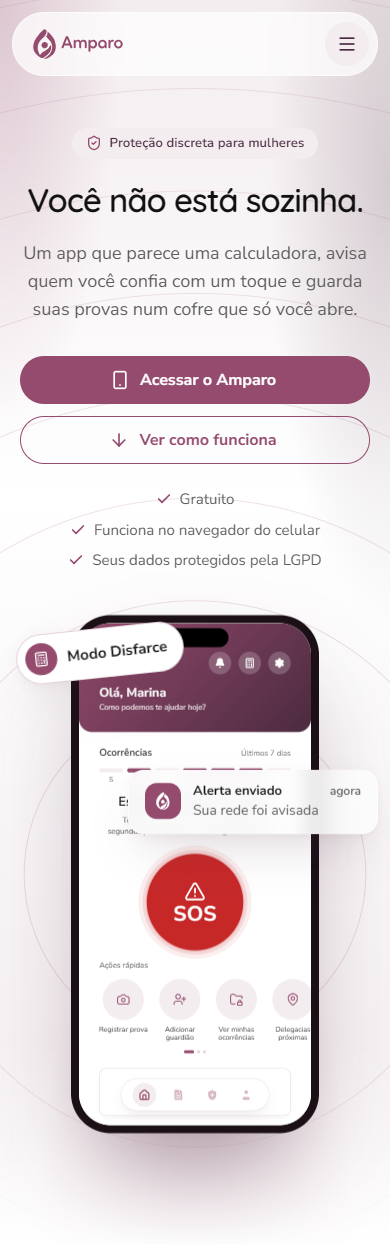 Amparo
Proteção discreta para mulheres
Você não está sozinha.
Um app que parece uma calculadora, avisa
quem você confia com um toque e guarda
suas provas num cofre que só você abre.
Acessar o Amparo
Ver como funciona
Gratuito
Funciona no navegador do celular
Seus dados protegidos pela LGPD
Modo Disfarce
Olá, Marina
Como podemos te ajudar hoje?
Ocorrências
Últimos 7 dias
S
Alerta enviado
agora
Sua rede foi avisada
SOS
Ações rápidas
Registrar prova
Adicionar
guardião
Ver minhas
ocorrências
Delegacias
próximas